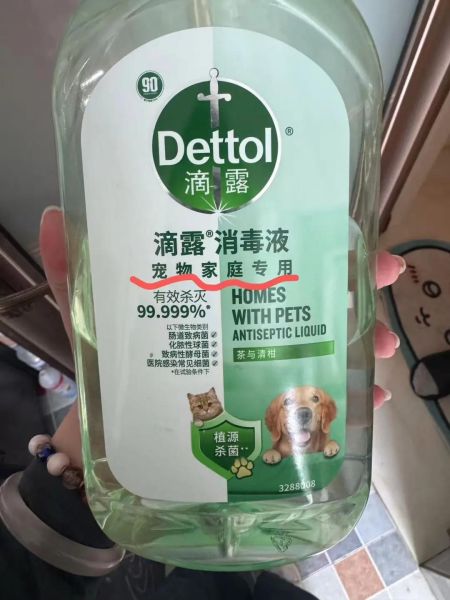 90
Dettol®
滴露
滴露®消毒液
宠物家庭专用
有效杀灭
99.999%*
以下微生物类别
肠道致病菌
化脓性球菌
#致病性酵母菌
医院感染常见细菌
*在试验条件下
HOMES
WITH PETS
ANTISEPTIC LIQUID
茶与清柑
植源
杀菌**
3288008